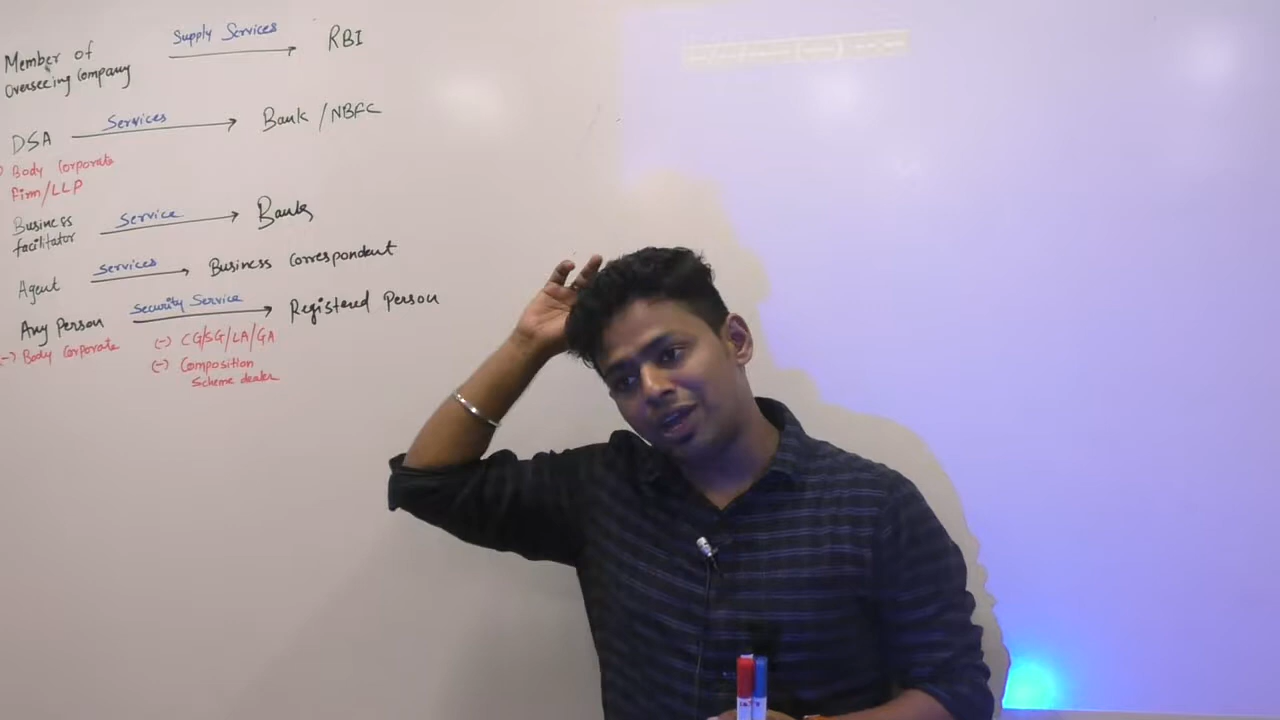 Supply Services
Member of → RBI
Overseeing Company
Services
DSA → Bank / NBFC
Body Corporate
Firm/LLP
Business Service → Bank
facilitator
Agent Services → Business Correspondent
Any Person Security Service → Registered Person
(-) Body Corporate (-) CG/SG/LA/GA
(-) Composition
Scheme dealer